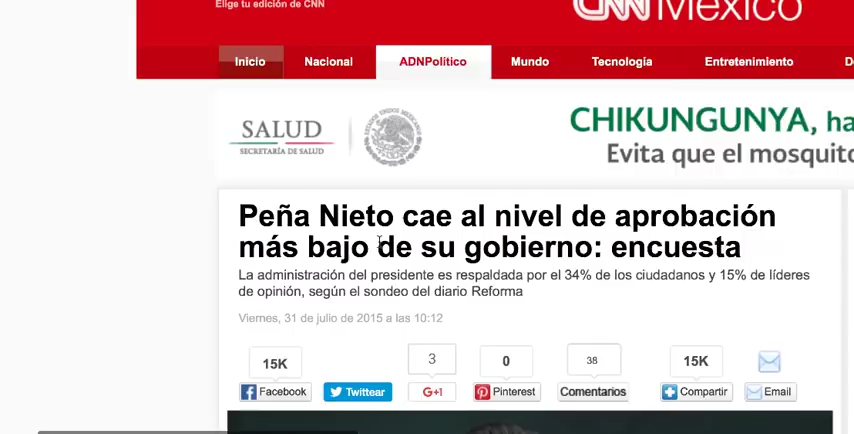 Elige tu edición de CNN
CNN México
Inicio Nacional ADNPolítico Mundo Tecnología Entretenimiento
SALUD
SECRETARÍA DE SALUD
ESTADOS UNIDOS MEXICANOS
CHIKUNGUNYA, ha
Evita que el mosquito
Peña Nieto cae al nivel de aprobación
más bajo de su gobierno: encuesta
La administración del presidente es respaldada por el 34% de los ciudadanos y 15% de líderes
de opinión, según el sondeo del diario Reforma
Viernes, 31 de julio de 2015 a las 10:12
15K 3 0 38 15K
Facebook Twittear G+1 Pinterest Comentarios Compartir Email